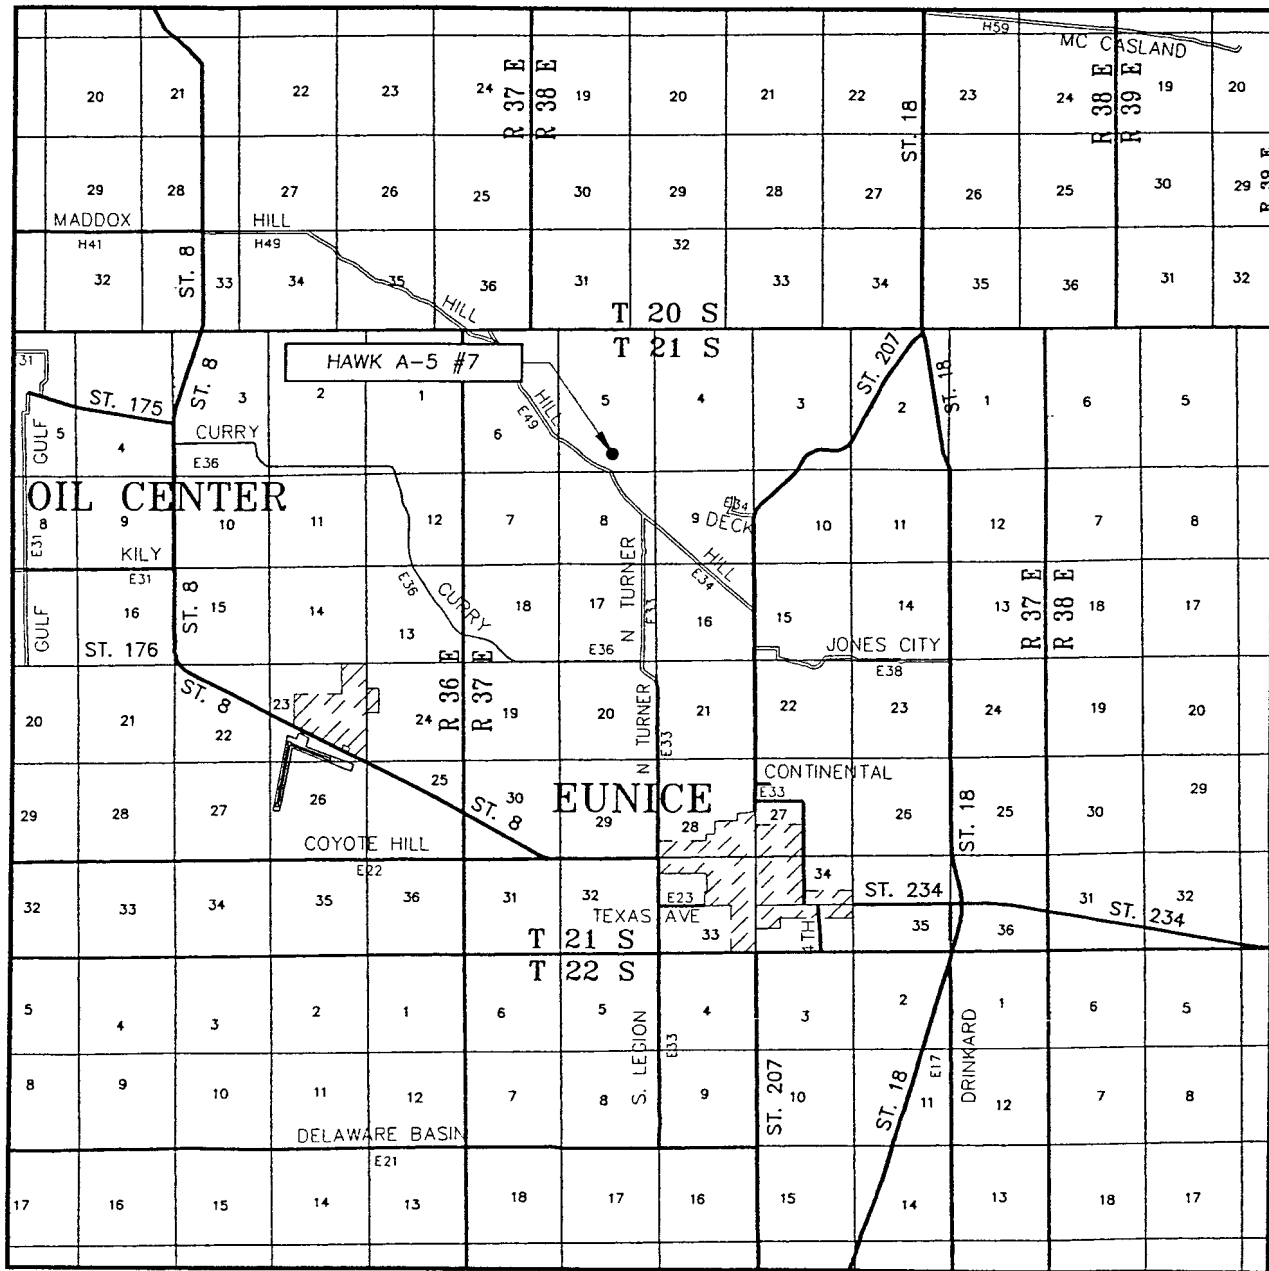 H59
MC CASLAND
20 21 22 23 24 R 37 E R 38 E 19 20 21 22 ST. 18 23 24 R 38 E R 39 E 19 20
29 28 27 26 25 30 29 28 27 26 25 30 29 R 39 E
MADDOX HILL
H41 H49 32
32 ST. 8 33 34 35 36 31 33 34 35 36 31 32
HILL
T 20 S
T 21 S
31 HAWK A-5 #7 ST. 207
ST. 175 ST. 8 3 2 1 5 4 3 2 ST. 18 1 6 5
GULF 5 4 CURRY 6 HILL E49
E36
OIL CENTER
8 9 10 11 12 7 8 9 DECK E34 10 11 12 7 8
E31 KILY N TURNER HILL
E31 E36 CURRY E34 R 37 E R 38 E
GULF 16 ST. 8 15 14 13 18 17 E33 16 15 14 13 18 17
ST. 176 R 36 E R 37 E E36 JONES CITY
E38
ST. 8 23
20 21 22 24 19 20 N TURNER E33 21 22 23 24 19 20
CONTINENTAL
25 30 E33 29
29 28 27 26 ST. 8 EUNICE 29 28 27 26 ST. 18 25 30
COYOTE HILL
E22 34
32 33 34 35 36 31 32 E23 ST. 234 31 32
TEXAS AVE 33 4TH 35 36 ST. 234
T 21 S
T 22 S
5 4 3 2 1 6 5 4 3 2 1 6 5
S. LEGION E33 ST. 207 ST. 18 E17 DRINKARD
8 9 10 11 12 7 8 9 10 11 12 7 8
DELAWARE BASIN
E21
17 16 15 14 13 18 17 16 15 14 13 18 17